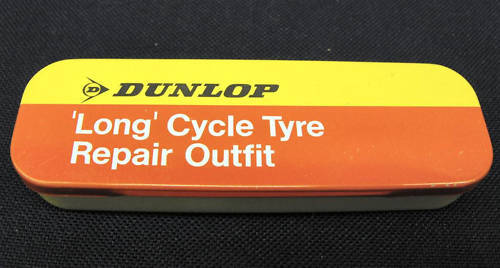 DUNLOP
'Long' Cycle Tyre
Repair Outfit